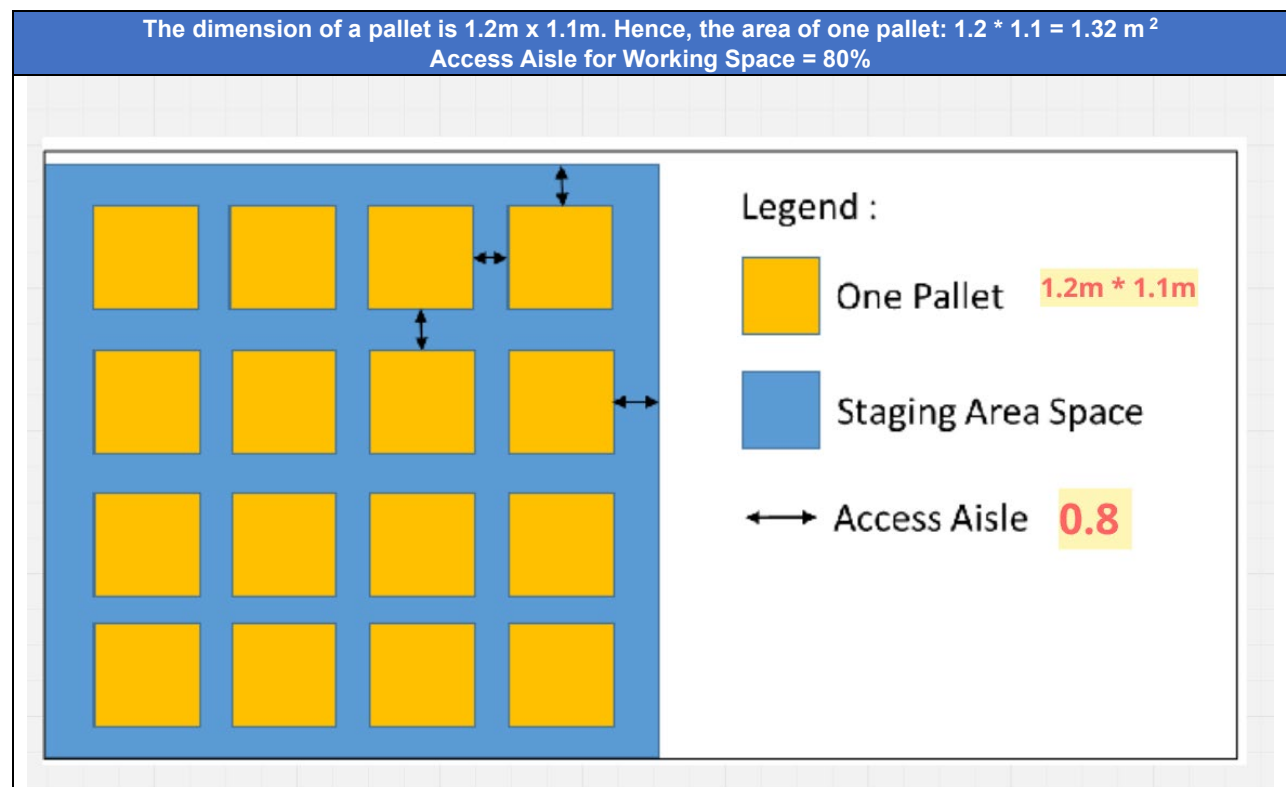 The dimension of a pallet is 1.2m x 1.1m. Hence, the area of one pallet: 1.2 * 1.1 = 1.32 m ²
Access Aisle for Working Space = 80%
Legend :
One Pallet 1.2m * 1.1m
Staging Area Space
Access Aisle 0.8